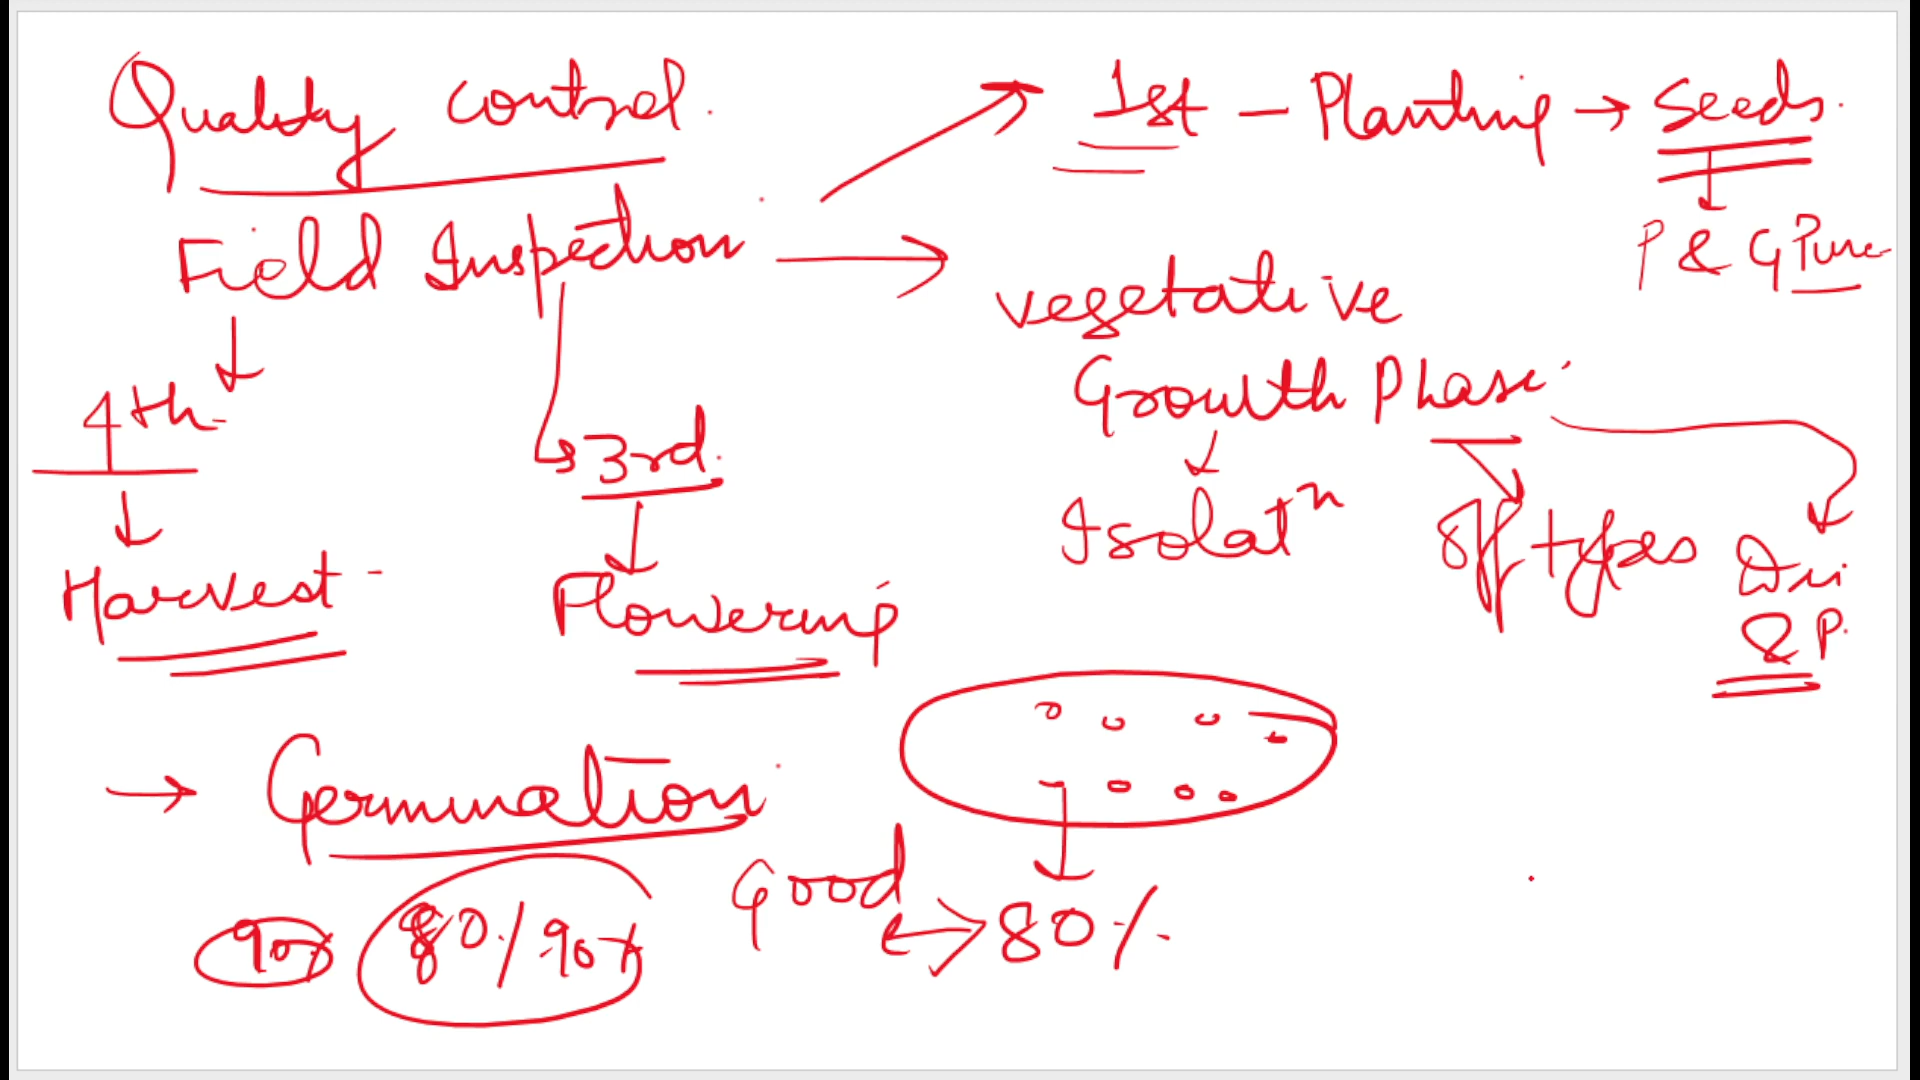 Quality control.
Field Inspection
1st - Planting → Seeds.
P & G Pure
vegetative
Growth Phase
Isolatⁿ
off types
& P.
4th
Harvest
3rd.
Flowering
→ Germination
90%
80% 90%
Good
80%